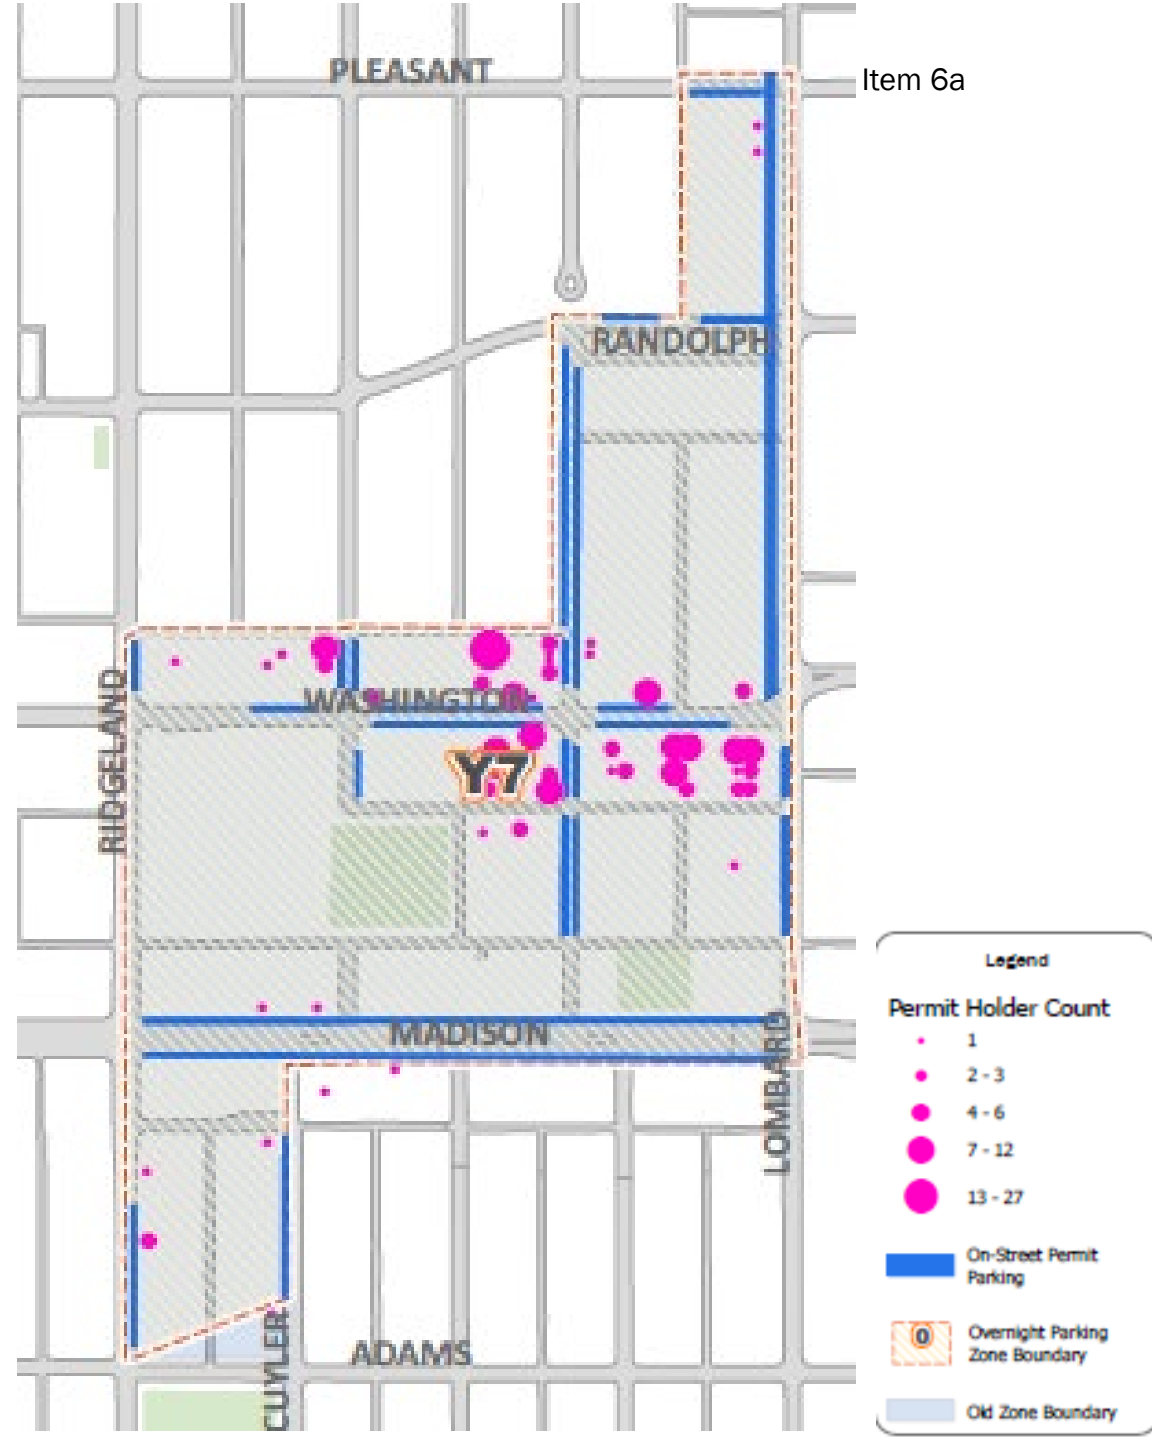 PLEASANT
Item 6a
RANDOLPH
RIDGELAND
WASHINGTON
Y7
MADISON
LOMBARD
CUYLER
ADAMS
Legend
Permit Holder Count
1
2 - 3
4 - 6
7 - 12
13 - 27
On-Street Permit
Parking
0
Overnight Parking
Zone Boundary
Old Zone Boundary